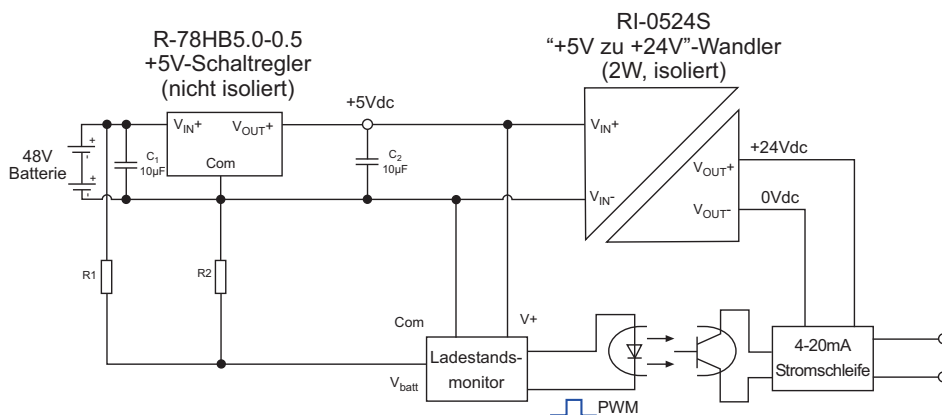 R-78HB5.0-0.5
+5V-Schaltregler
(nicht isoliert)
RI-0524S
“+5V zu +24V”-Wandler
(2W, isoliert)
+5Vdc
VIN+
VOUT+
Com
C1
10µF
C2
10µF
48V
Batterie
+
-
+
-
VIN+
VIN-
VOUT+
VOUT-
+24Vdc
0Vdc
R1
R2
Com
V+
Vbatt
Ladestands-
monitor
PWM
4-20mA
Stromschleife